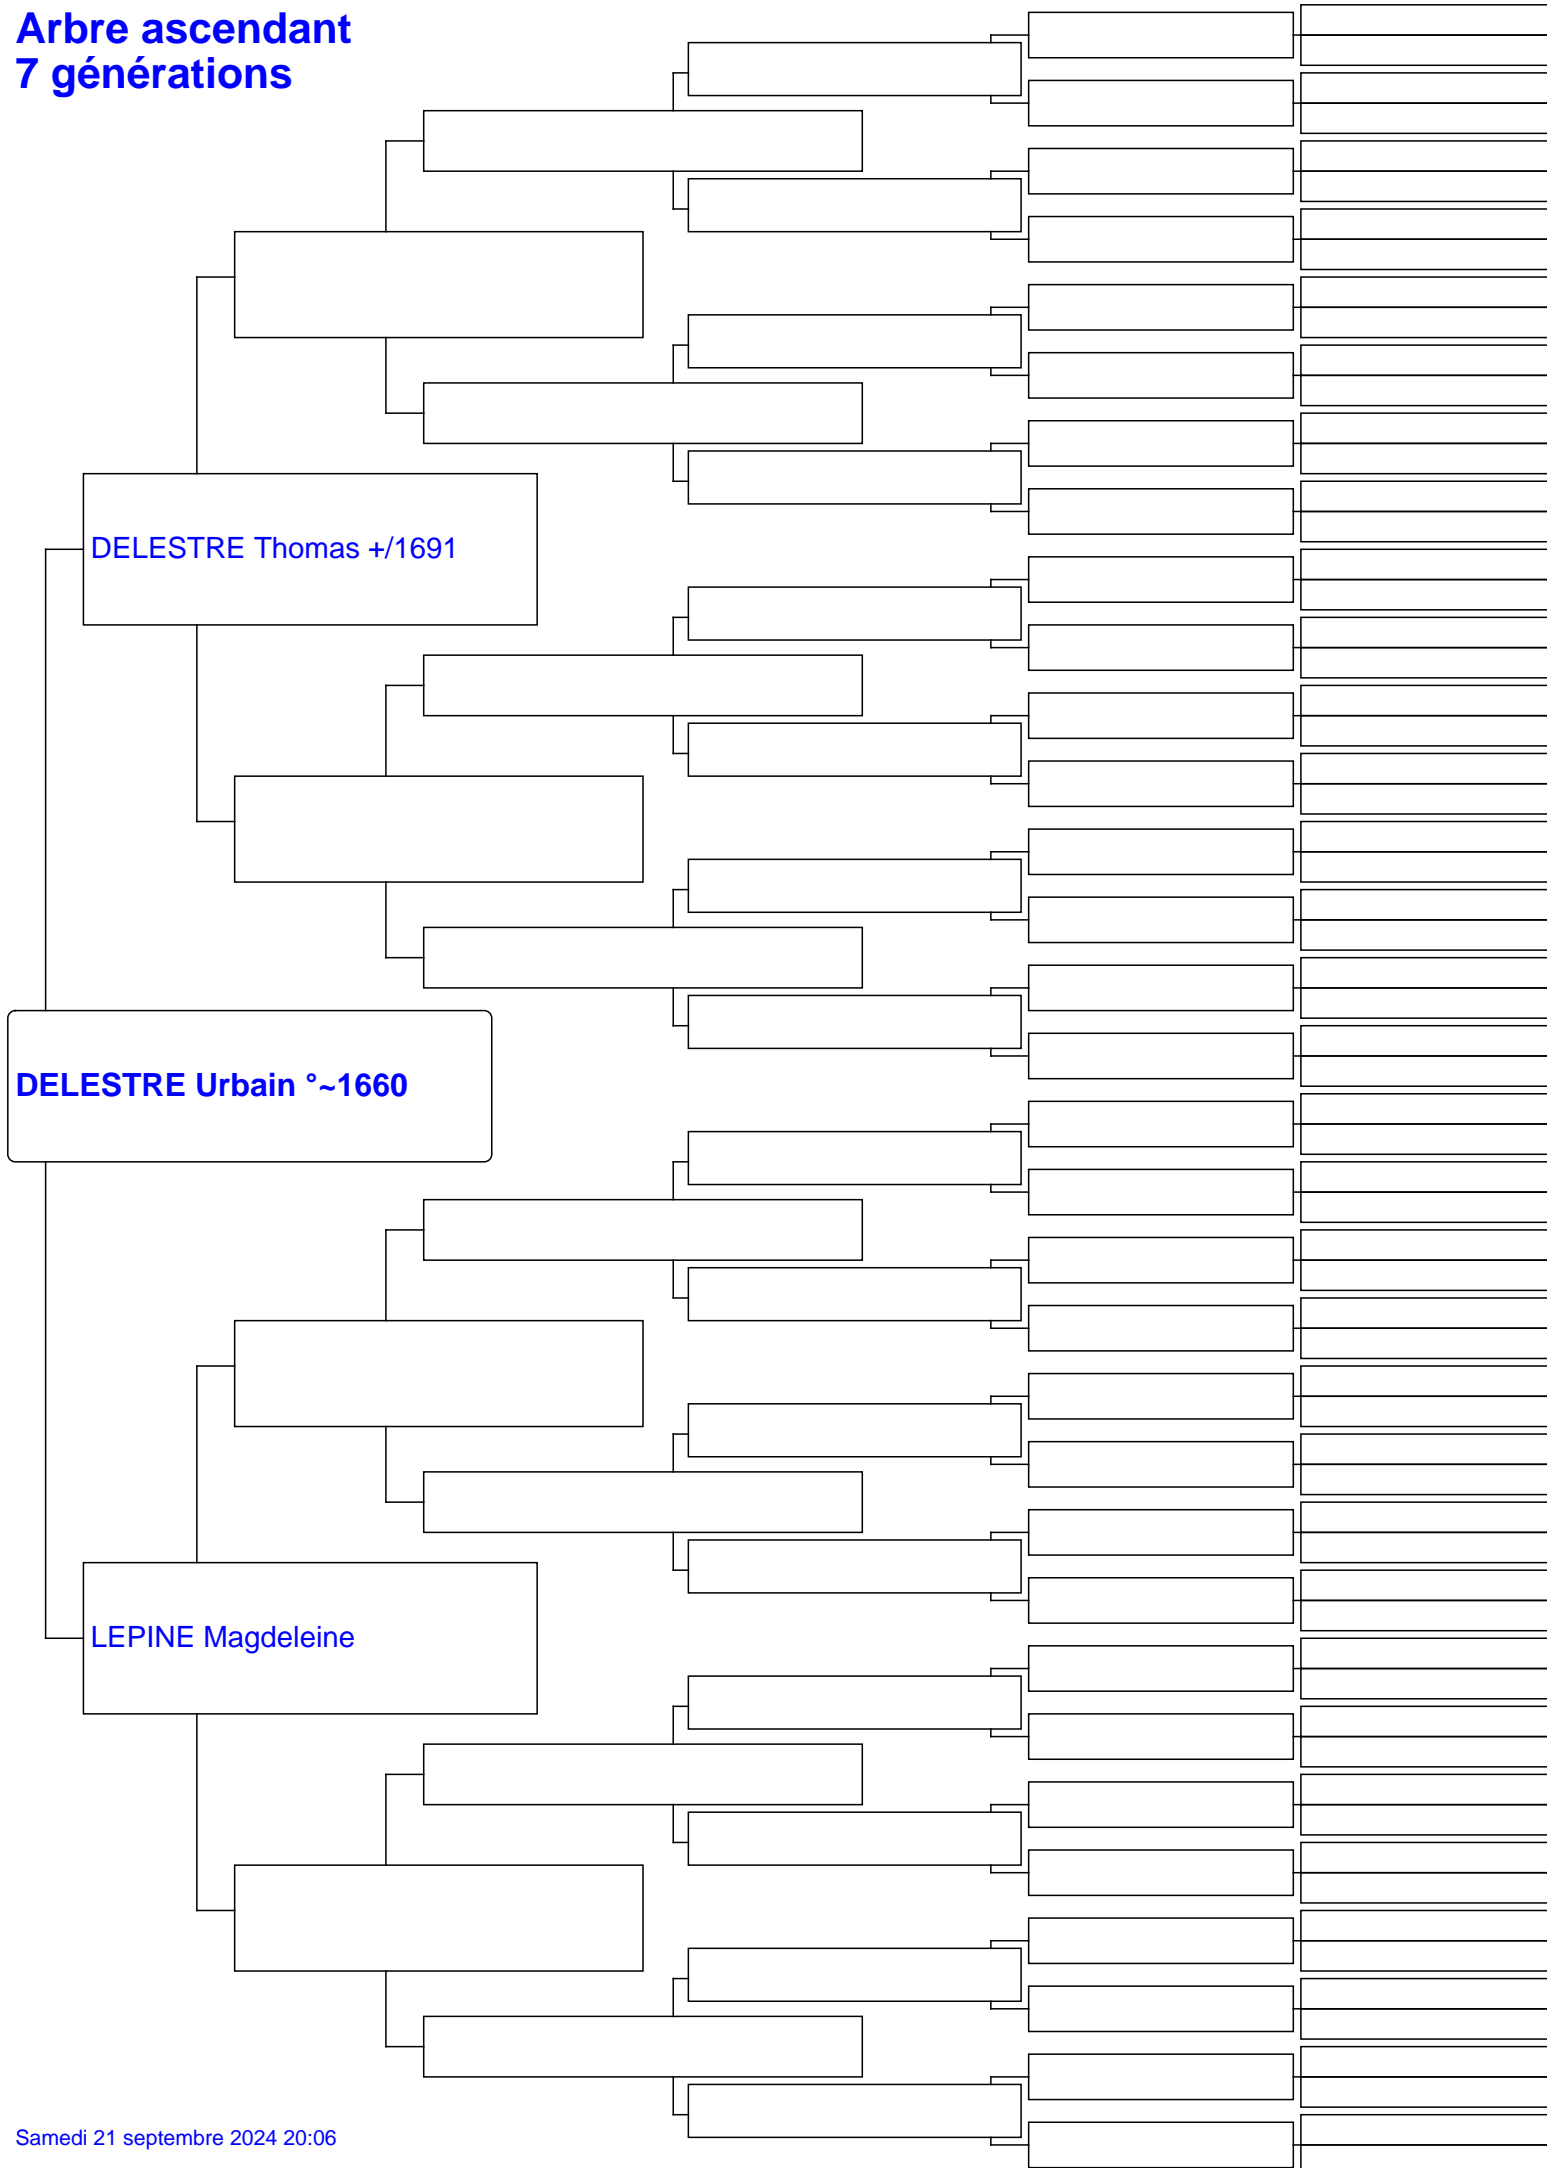 Arbre ascendant
7 générations
DELESTRE Thomas +/1691
DELESTRE Urbain °~1660
LEPINE Magdeleine
Samedi 21 septembre 2024 20:06